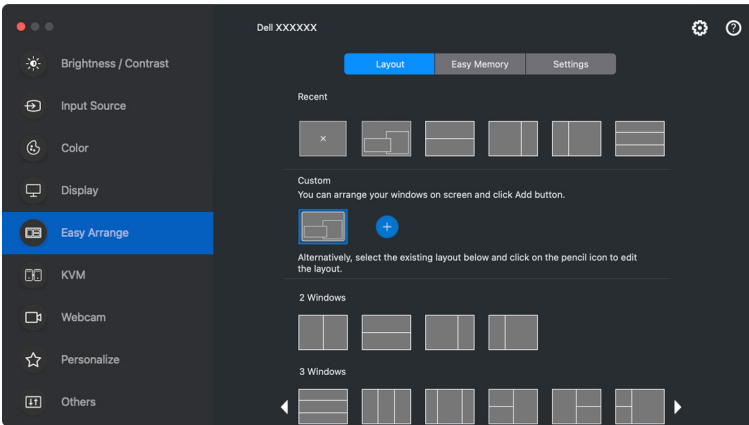 Dell XXXXXX
Brightness / Contrast
Input Source
Color
Display
Easy Arrange
KVM
Webcam
Personalize
Others
Layout
Easy Memory
Settings
Recent
Custom
You can arrange your windows on screen and click Add button.
Alternatively, select the existing layout below and click on the pencil icon to edit
the layout.
2 Windows
3 Windows